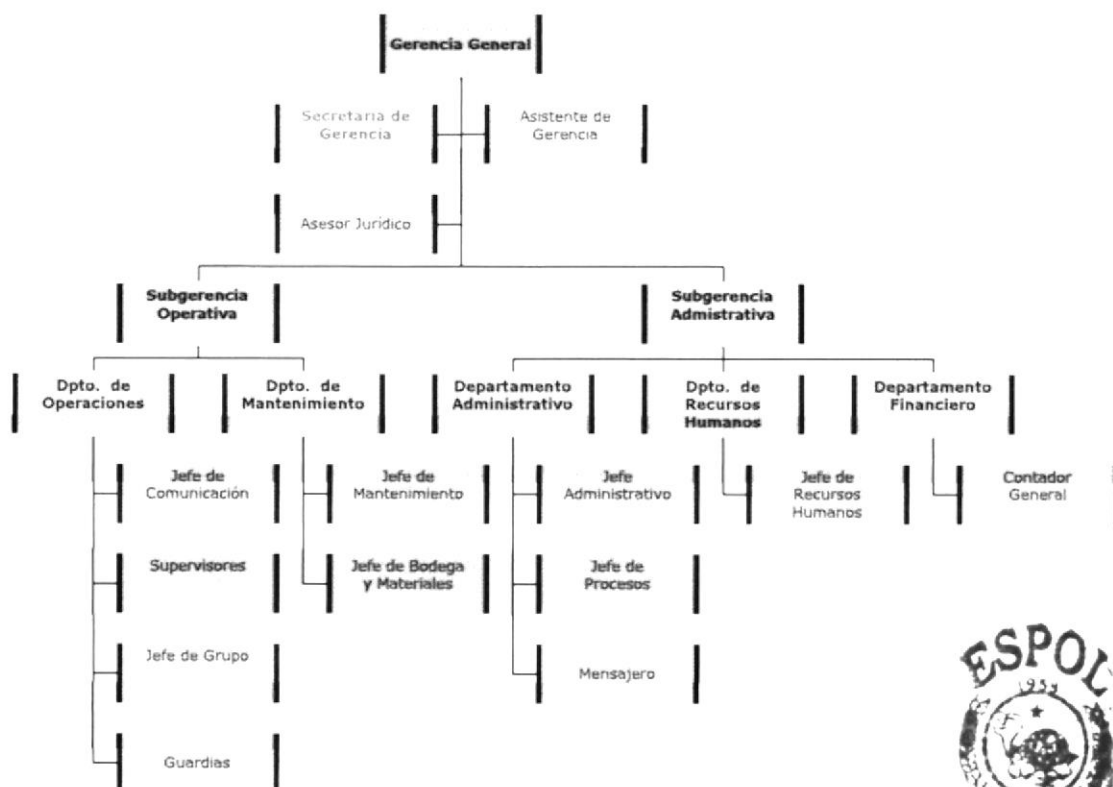 Gerencia General
Secretaria de
Gerencia
Asistente de
Gerencia
Asesor Jurídico
Subgerencia
Operativa
Subgerencia
Admistrativa
Dpto. de
Operaciones
Dpto. de
Mantenimiento
Departamento
Administrativo
Dpto. de
Recursos
Humanos
Departamento
Financiero
Jefe de
Comunicación
Jefe de
Mantenimiento
Jefe
Administrativo
Jefe de
Recursos
Humanos
Contador
General
Supervisores
Jefe de Bodega
y Materiales
Jefe de
Procesos
Jefe de Grupo
Mensajero
Guardias
ESPOL